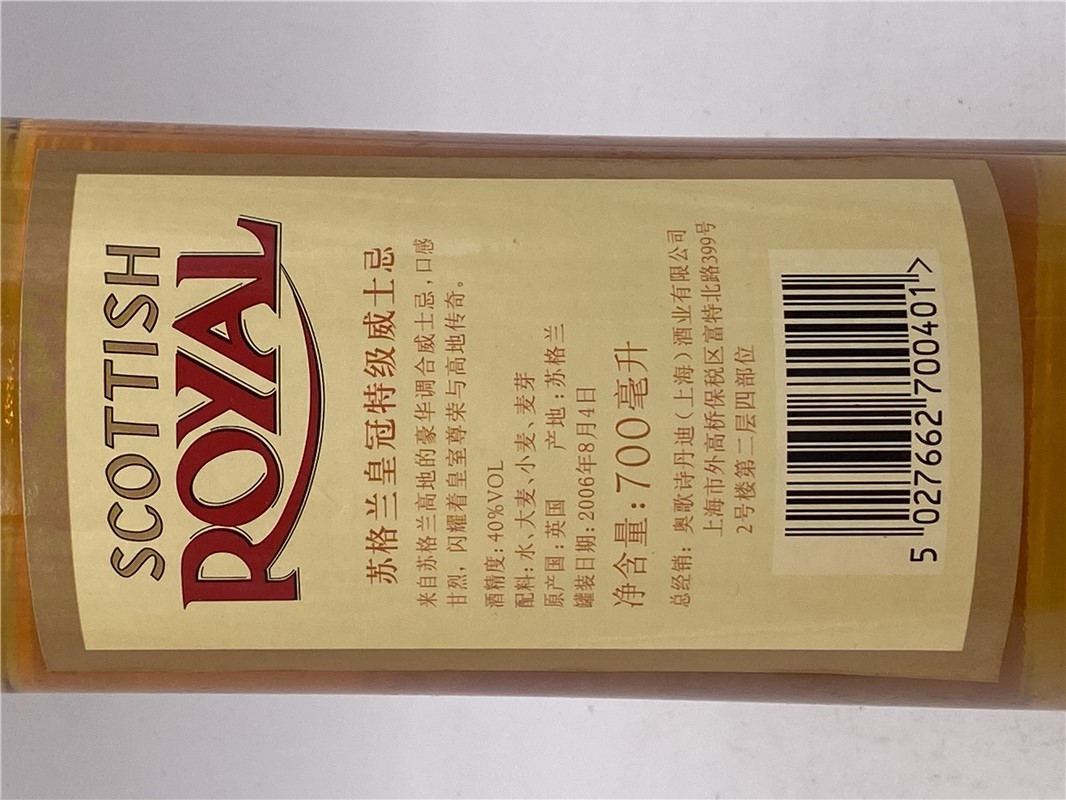 SCOTTISH
ROYAL
苏格兰皇冠特级威士忌
来自苏格兰高地的豪华调合威士忌,口感
甘烈，闪耀着皇室尊荣与高地传奇。
酒精度:40%VOL
配料:水、大麦、小麦、麦芽
原产国:英国 产地:苏格兰
罐装日期:2006年8月4日
净含量:700毫升
总经销:奥歌诗丹迪(上海)酒业有限公司
上海市外高桥保税区富特北路399号
2号楼第二层四部位
5 027662 700401 >